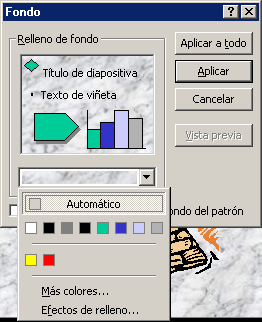 Fondo
Relleno de fondo
Título de diapositiva
Texto de viñeta
Aplicar a todo
Aplicar
Cancelar
Vista previa
Automático
ondo del patrón
Más colores...
Efectos de relleno...